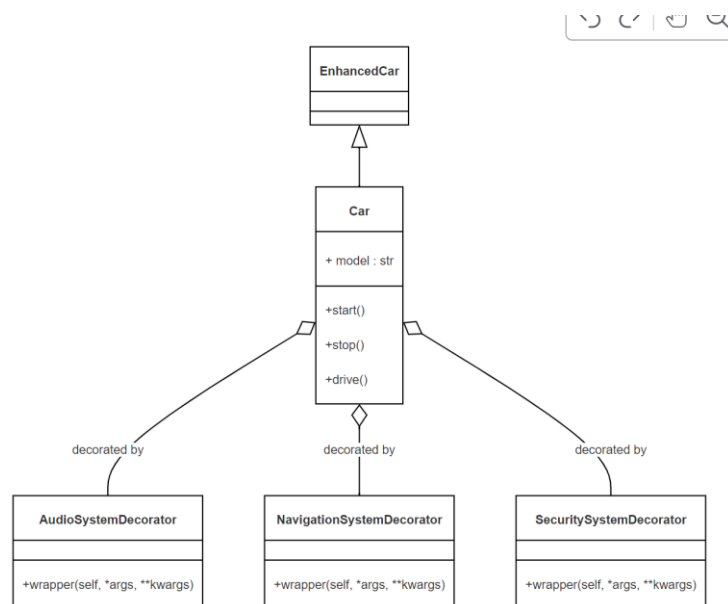 EnhancedCar
Car
+ model : str
+start()
+stop()
+drive()
decorated by
decorated by
decorated by
AudioSystemDecorator
NavigationSystemDecorator
SecuritySystemDecorator
+wrapper(self, *args, **kwargs)
+wrapper(self, *args, **kwargs)
+wrapper(self, *args, **kwargs)